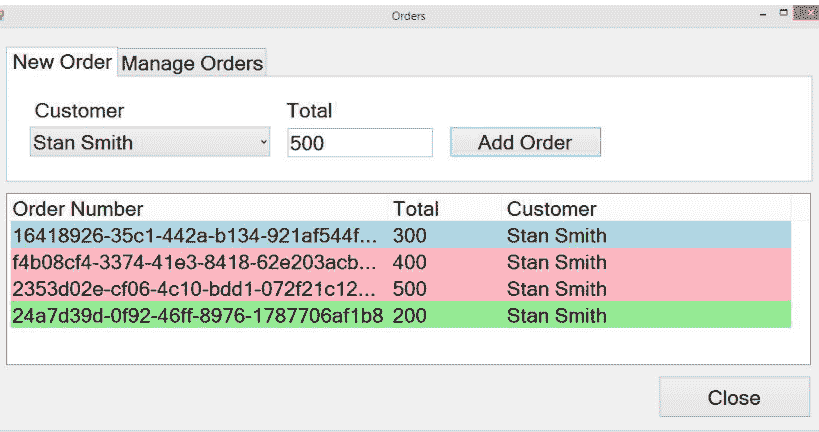 Orders
New Order Manage Orders
Customer Total
Stan Smith 500 Add Order
Order Number Total Customer
16418926-35c1-442a-b134-921af544f... 300 Stan Smith
f4b08cf4-3374-41e3-8418-62e203acb... 400 Stan Smith
2353d02e-cf06-4c10-bdd1-072f21c12... 500 Stan Smith
24a7d39d-0f92-46ff-8976-1787706af1b8 200 Stan Smith
Close